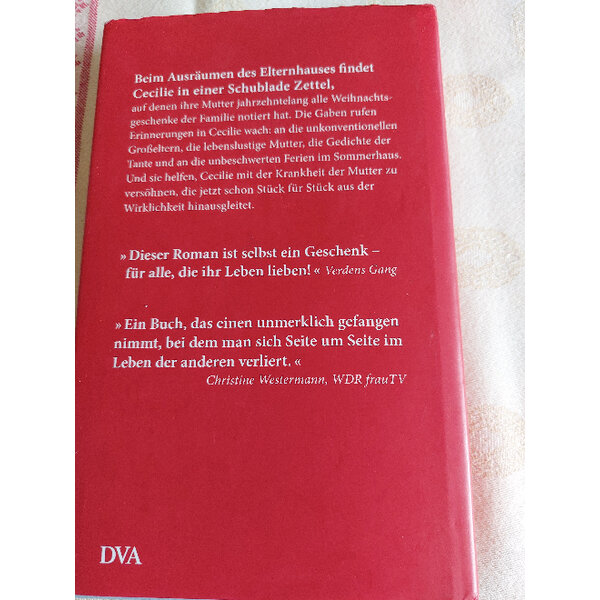 Beim Ausräumen des Elternhauses findet
Cecilie in einer Schublade Zettel,
auf denen ihre Mutter jahrzehntelang alle Weihnachts-
geschenke der Familie notiert hat. Die Gaben rufen
Erinnerungen in Cecilie wach: an die unkonventionellen
Großeltern, die lebenslustige Mutter, die Gedichte der
Tante und an die unbeschwerten Ferien im Sommerhaus.
Und sie helfen, Cecilie mit der Krankheit der Mutter zu
versöhnen, die jetzt schon Stück für Stück aus der
Wirklichkeit hinausgleitet.
» Dieser Roman ist selbst ein Geschenk –
für alle, die ihr Leben lieben! « Verdens Gang
» Ein Buch, das einen unmerklich gefangen
nimmt, bei dem man sich Seite um Seite im
Leben der anderen verliert. «
Christine Westermann, WDR frauTV
DVA